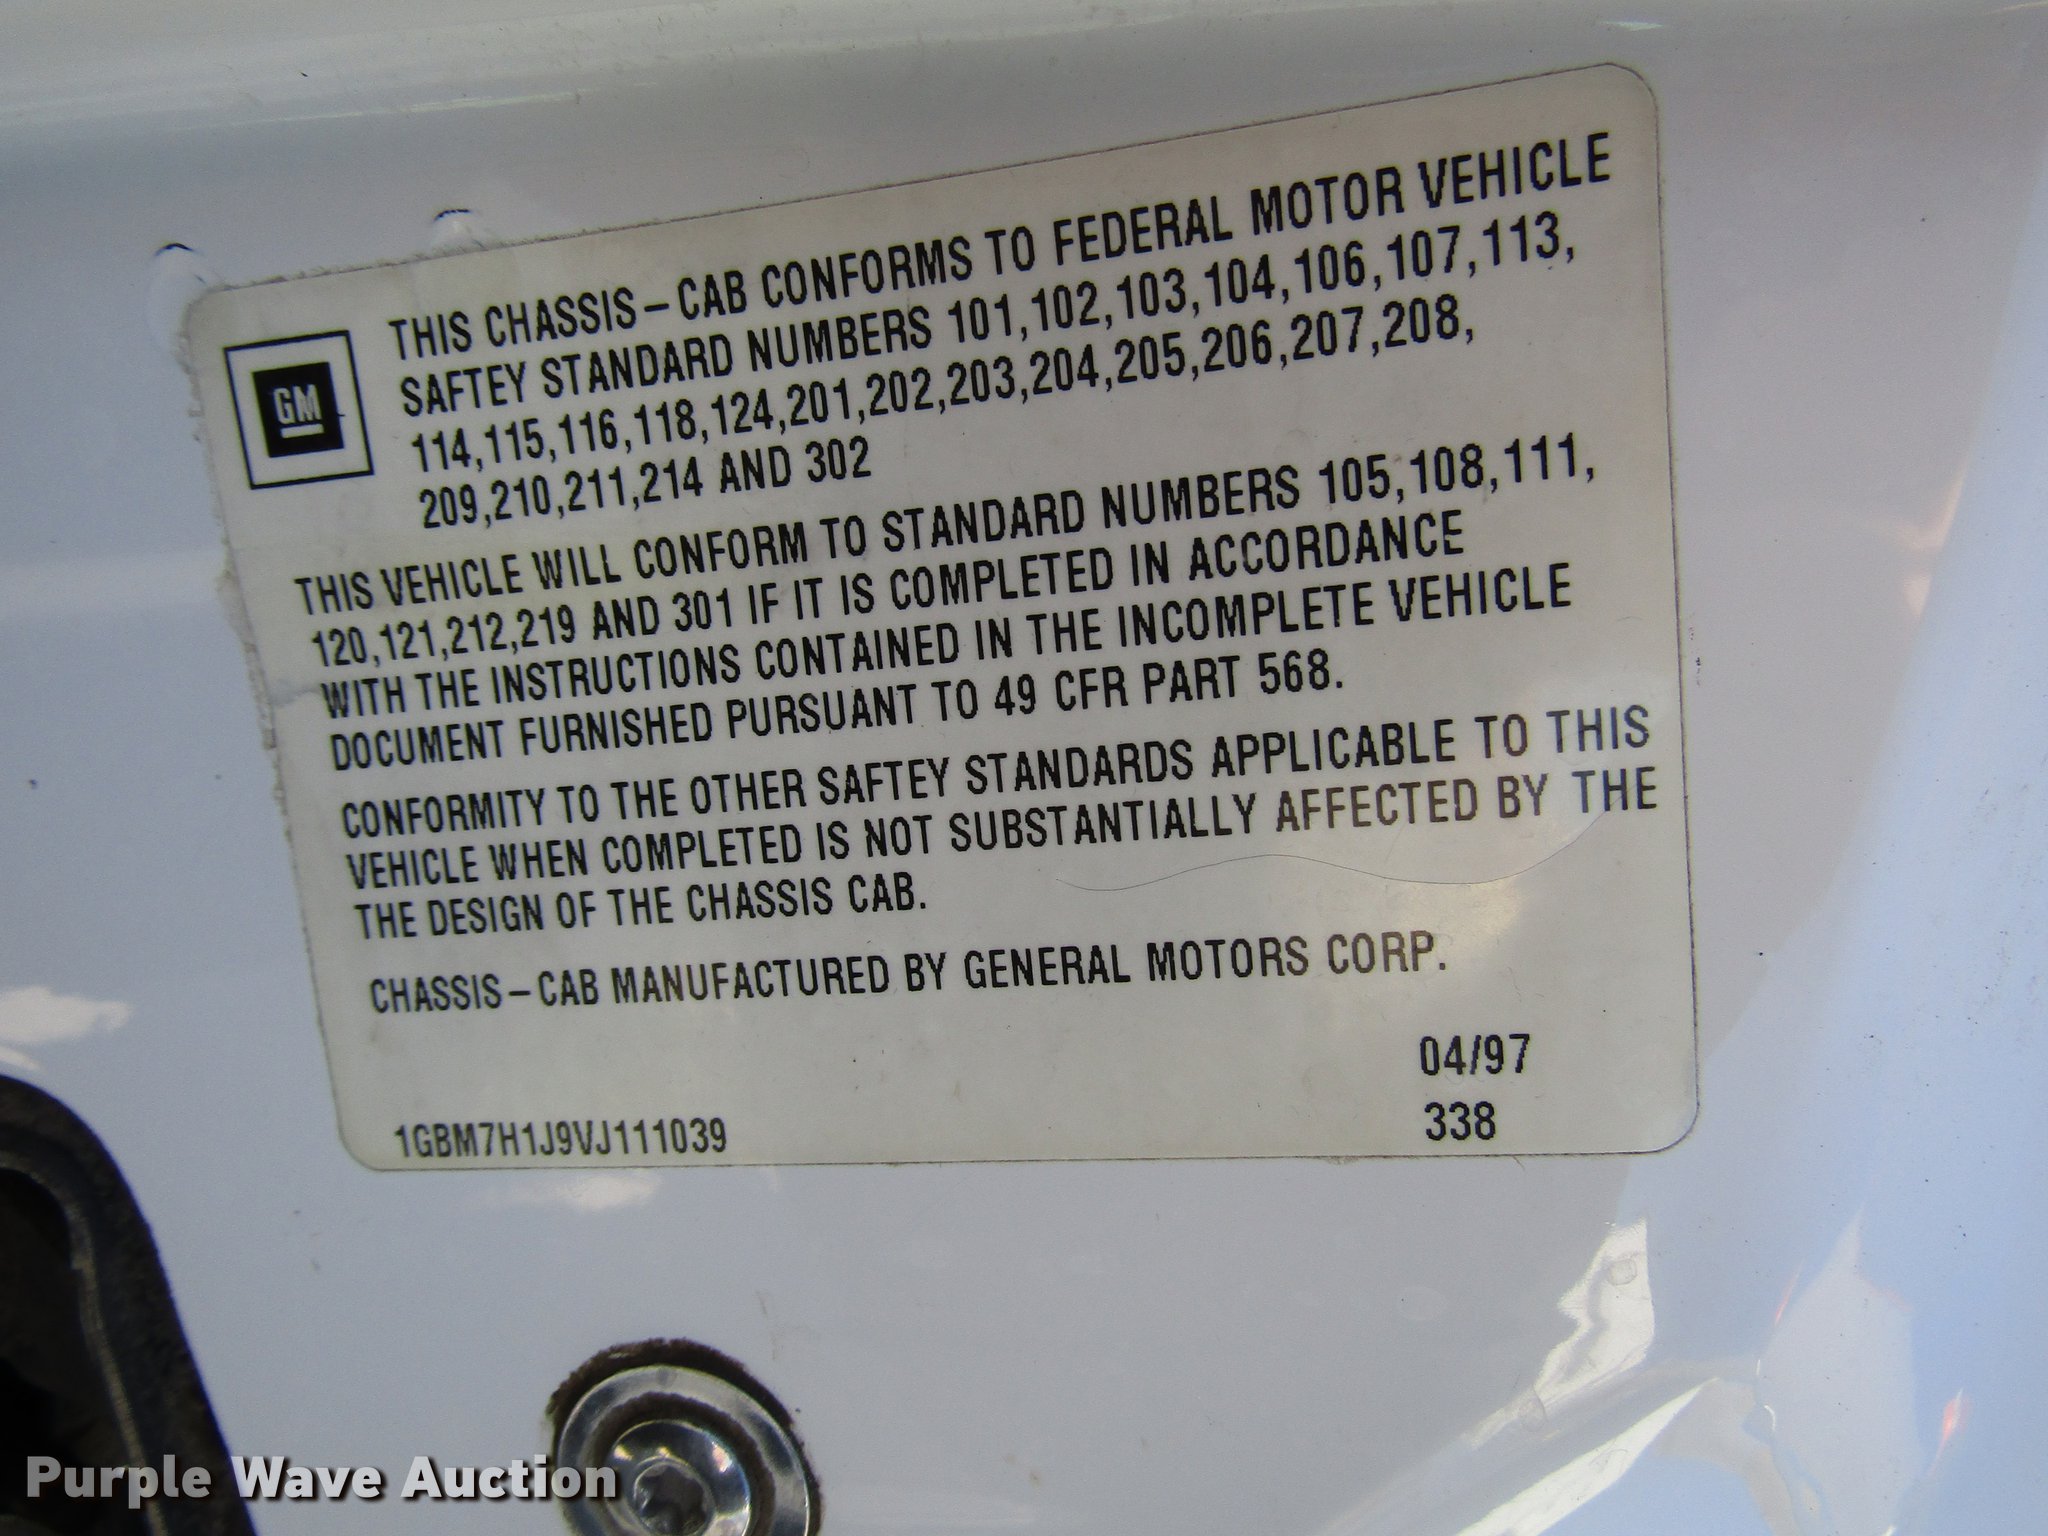 GM
THIS CHASSIS-CAB CONFORMS TO FEDERAL MOTOR VEHICLE
SAFTEY STANDARD NUMBERS 101,102,103,104,106,107,113,
114,115,116,118,124,201,202,203,204,205,206,207,208,
209,210,211,214 AND 302
THIS VEHICLE WILL CONFORM TO STANDARD NUMBERS 105,108,111,
120,121,212,219 AND 301 IF IT IS COMPLETED IN ACCORDANCE
WITH THE INSTRUCTIONS CONTAINED IN THE INCOMPLETE VEHICLE
DOCUMENT FURNISHED PURSUANT TO 49 CFR PART 568.
CONFORMITY TO THE OTHER SAFTEY STANDARDS APPLICABLE TO THIS
VEHICLE WHEN COMPLETED IS NOT SUBSTANTIALLY AFFECTED BY THE
THE DESIGN OF THE CHASSIS CAB.
CHASSIS-CAB MANUFACTURED BY GENERAL MOTORS CORP.
04/97
1GBM7H1J9VJ111039 338
Purple Wave Auction